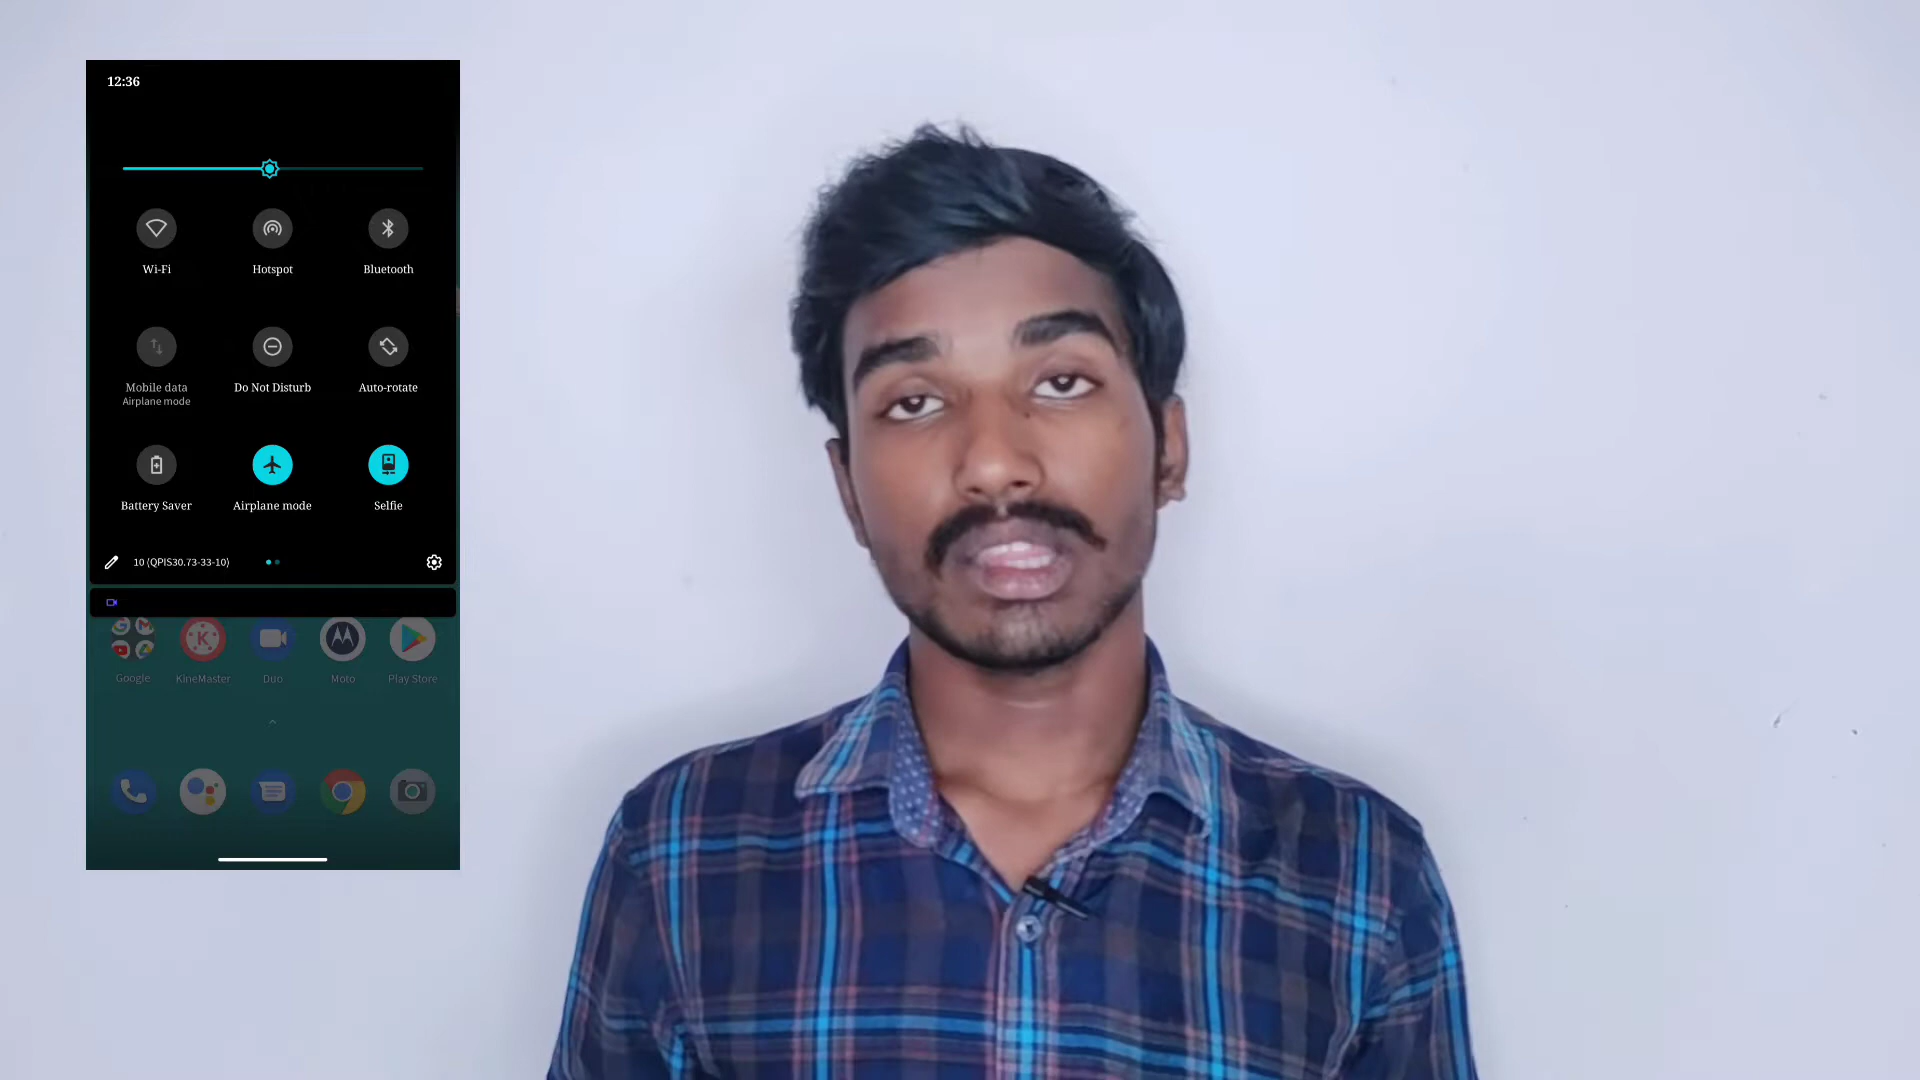 12:36
Wi-Fi
Hotspot
Bluetooth
Mobile data
Airplane mode
Do Not Disturb
Auto-rotate
Battery Saver
Airplane mode
Selfie
10 (QPIS30.73-33-10)
Google
KineMaster
Duo
Moto
Play Store